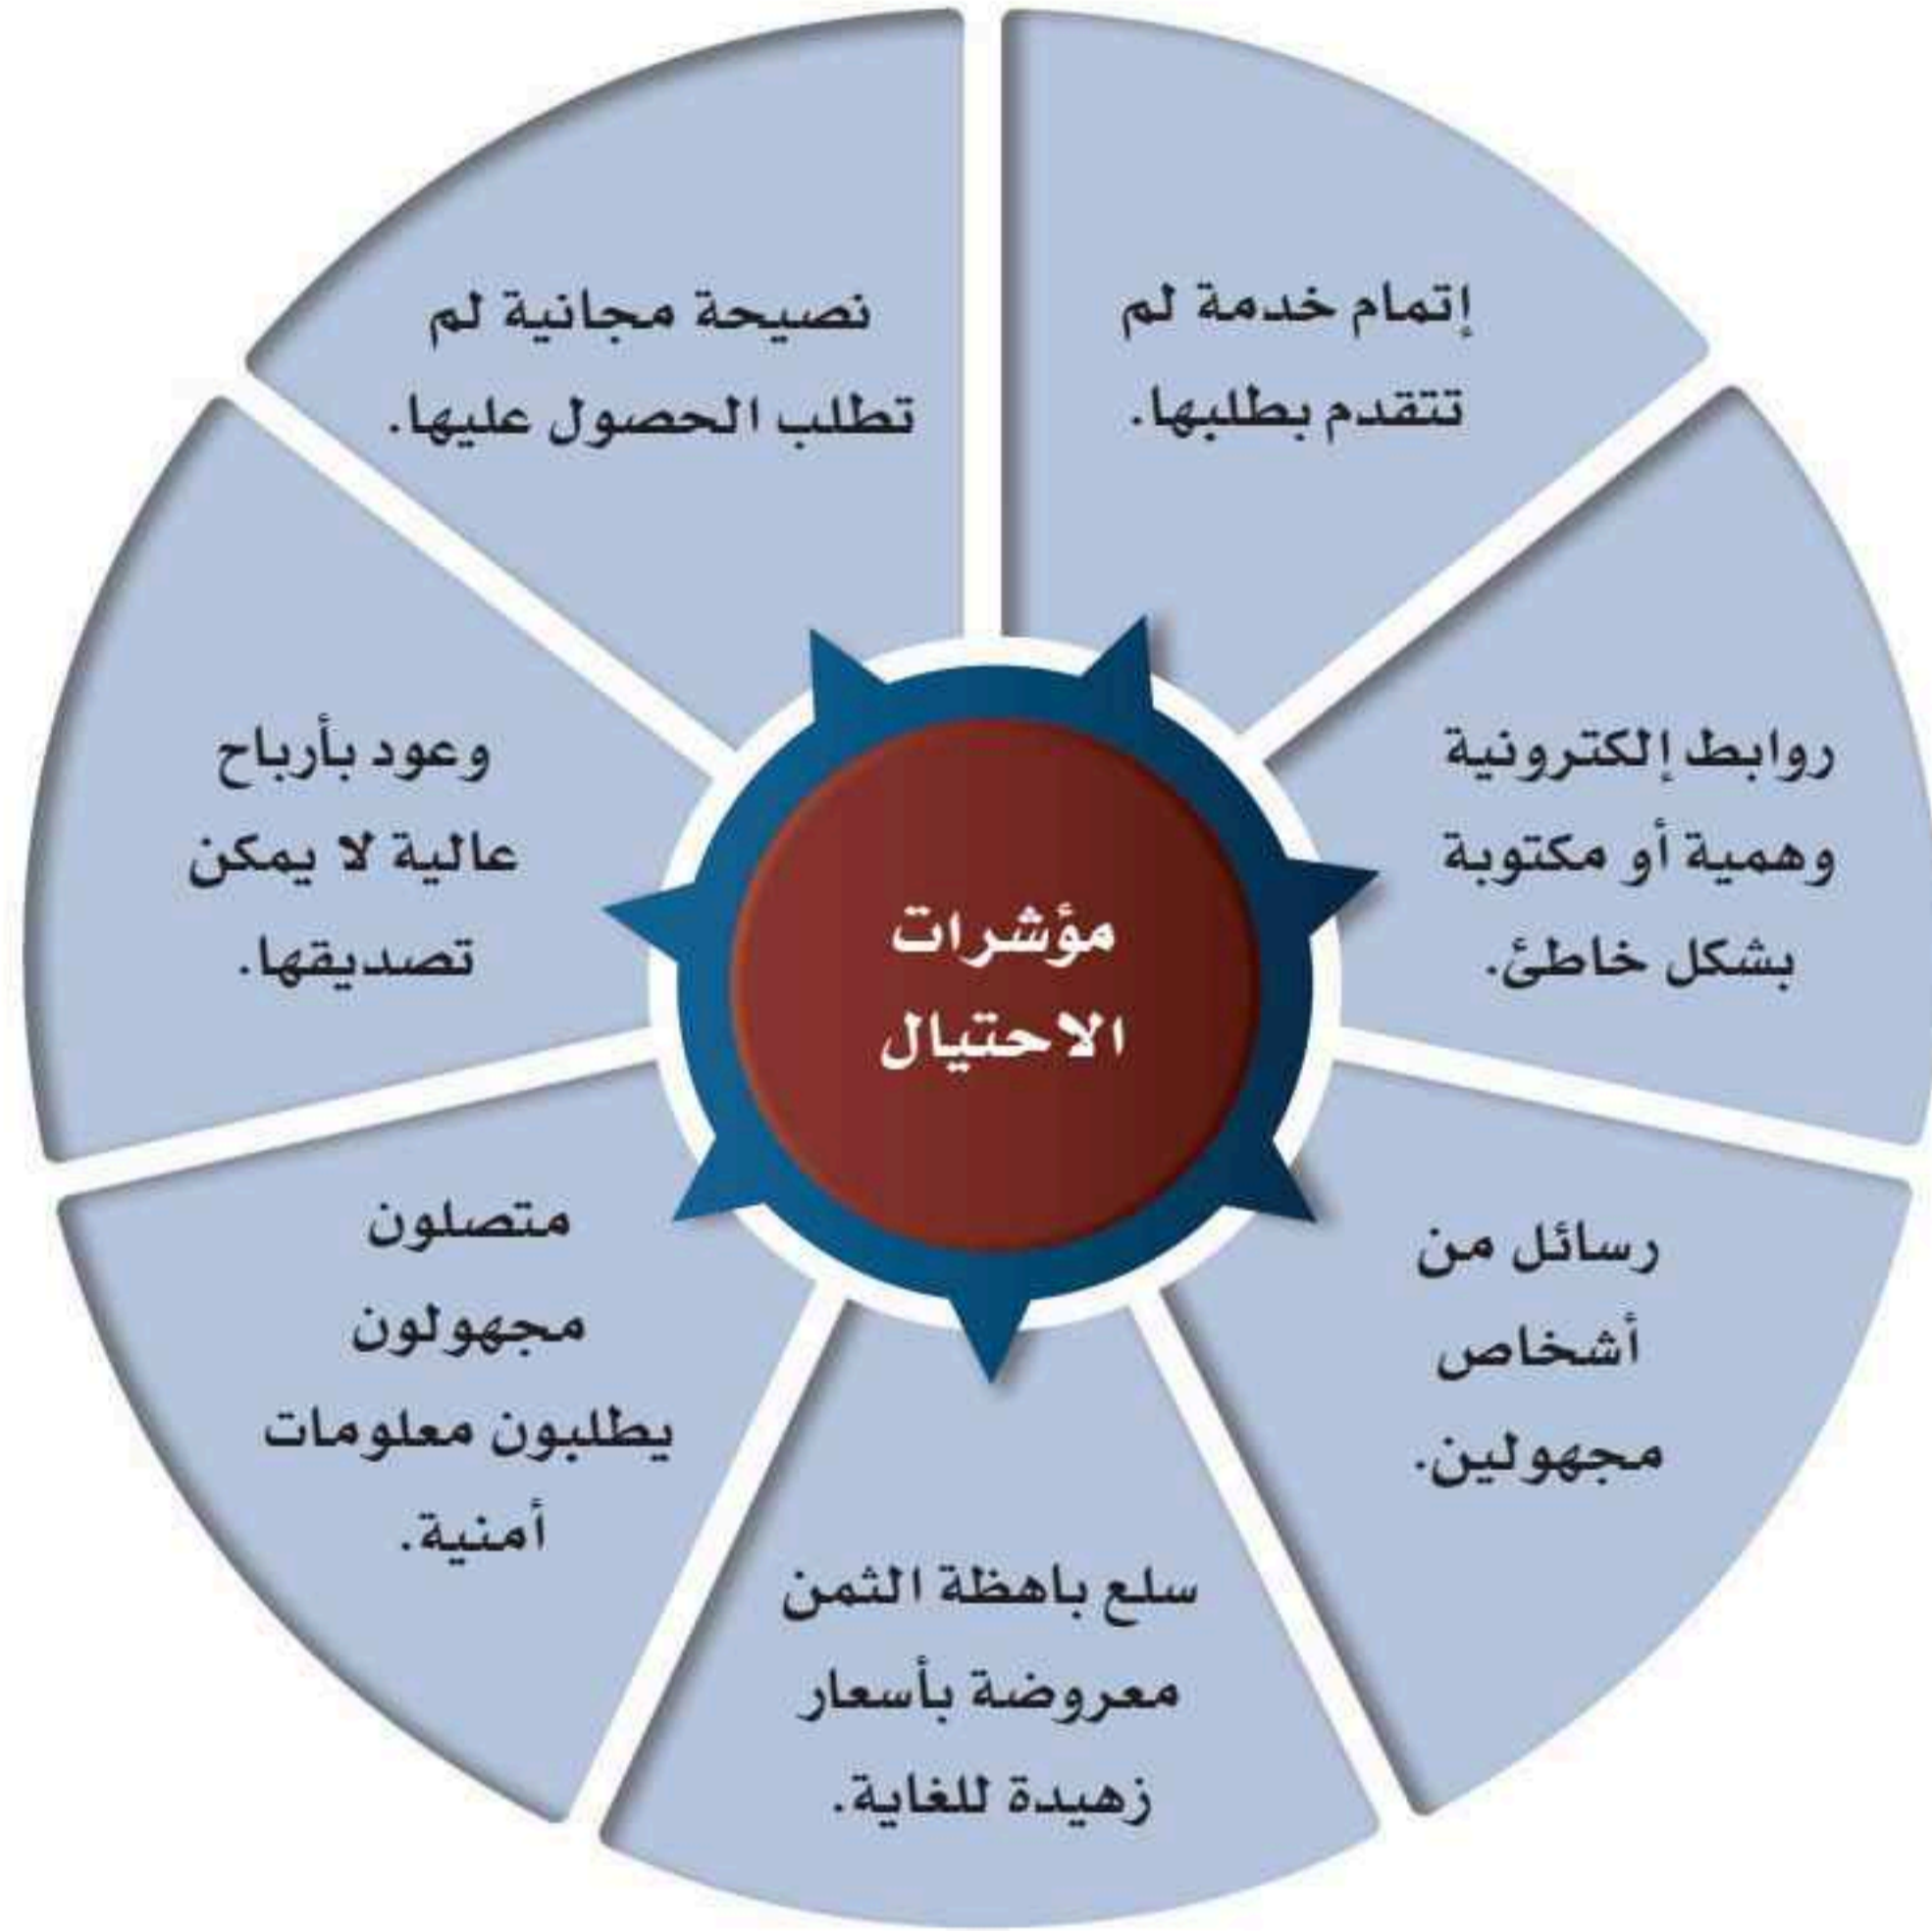 مؤشرات
الاحتيال
إتمام خدمة لم
تتقدم بطلبها.
روابط إلكترونية
وهمية أو مكتوبة
بشكل خاطئ.
رسائل من
أشخاص
مجهولين.
سلع باهظة الثمن
معروضة بأسعار
زهيدة للغاية.
متصلون
مجهولون
يطلبون معلومات
أمنية.
وعود بأرباح
عالية لا يمكن
تصديقها.
نصيحة مجانية لم
تطلب الحصول عليها.